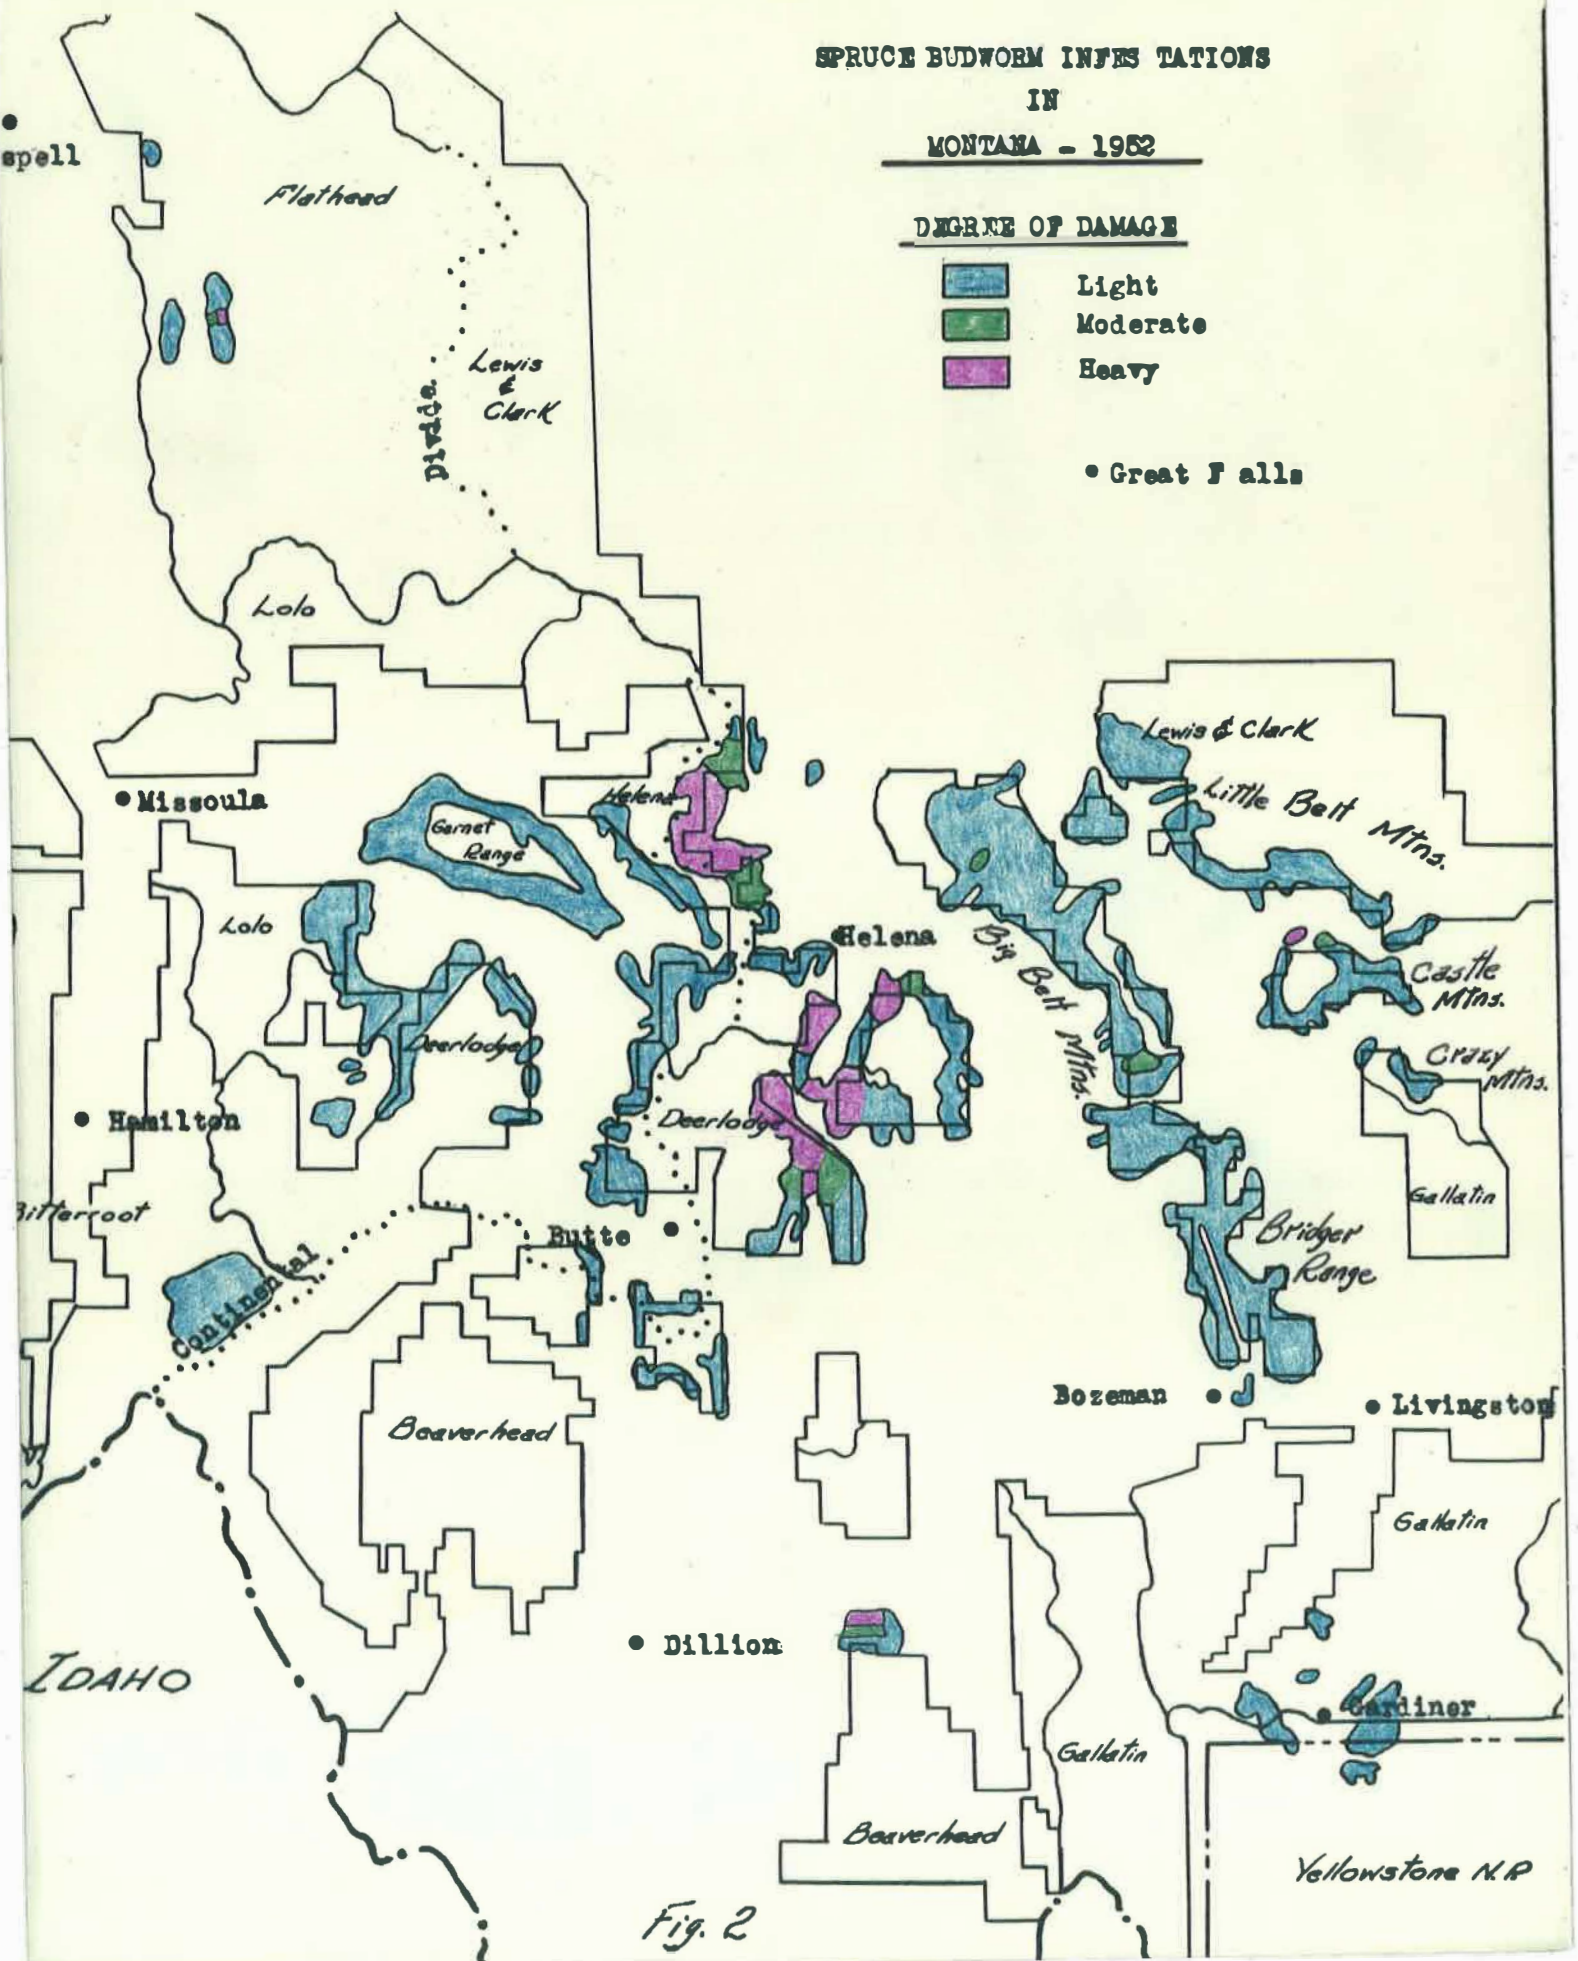 SPRUCE BUDWORM INFES TATIONS
IN
MONTANA - 1952
DEGREE OF DAMAGE
Light
Moderate
Heavy
spell
Flathead
Lewis
&
Clark
Divide
• Great F alls
Lolo
Lewis & Clark
Little Belt Mtns.
• Missoula
Helena
Garnet
Range
Lolo
Helena
Big Belt Mtns.
Castle
Mtns.
Deerlodge
Crazy
Mtns.
• Hamilton
Deerlodge
Gallatin
Bitterroot
Butte
Bridger
Range
Continental
Bozeman
• Livingston
Beaverhead
Gallatin
• Dillion
IDAHO
Gardiner
Gallatin
Beaverhead
Yellowstone N.P
Fig. 2